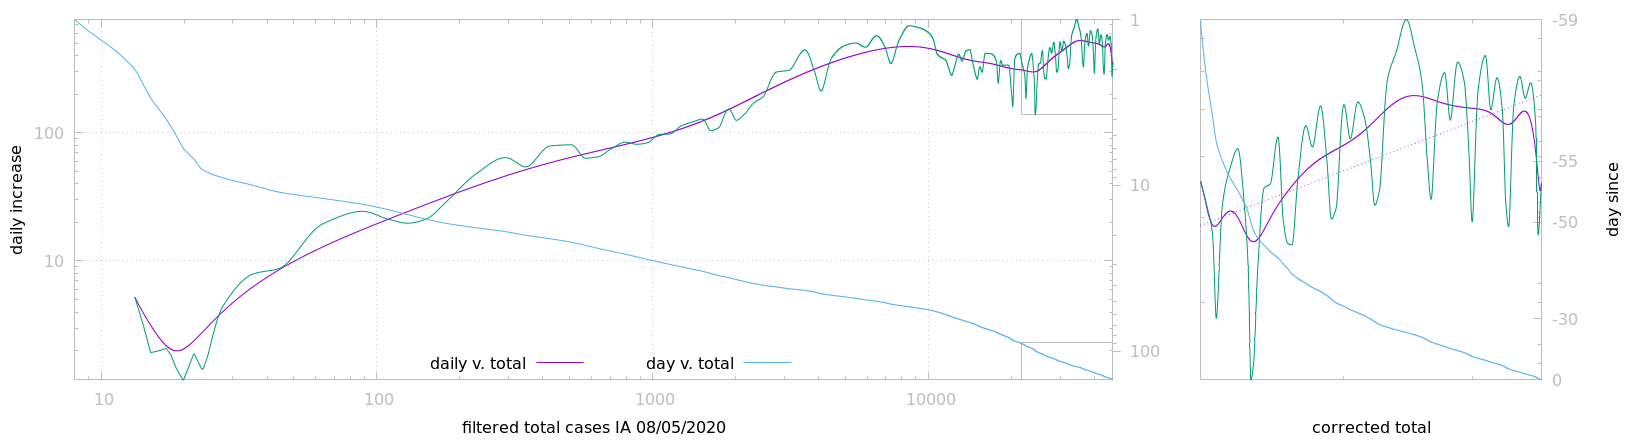 daily increase
100
10
10
100
1000
10000
filtered total cases IA 08/05/2020
daily v. total
day v. total
1
10
100
-59
-55
-50
-30
0
day since
corrected total